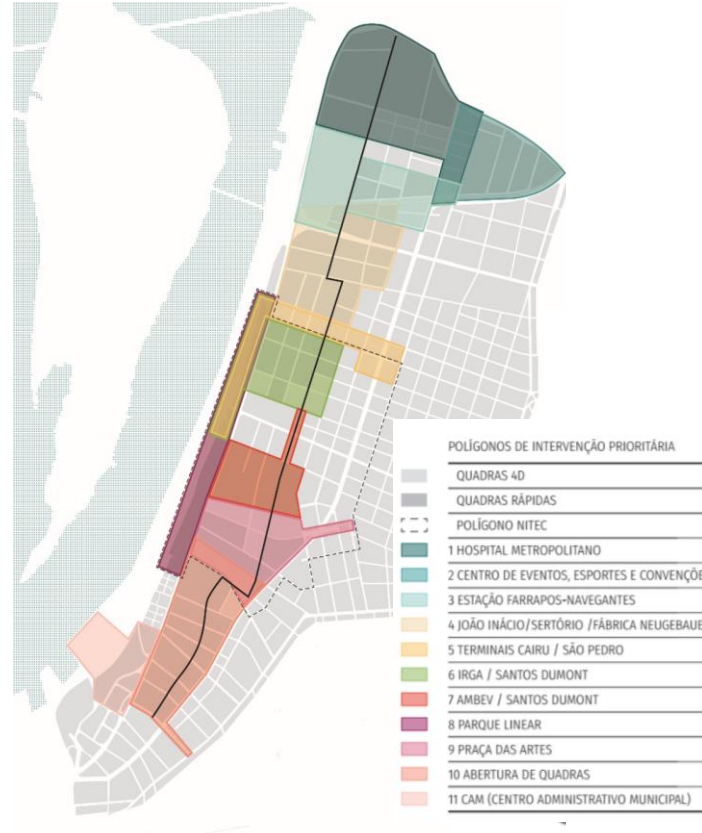 POLÍGONOS DE INTERVENÇÃO PRIORITÁRIA
QUADRAS 4D
QUADRAS RÁPIDAS
POLÍGONO NITEC
1 HOSPITAL METROPOLITANO
2 CENTRO DE EVENTOS, ESPORTES E CONVENÇÕE
3 ESTAÇÃO FARRAPOS-NAVEGANTES
4 JOÃO INÁCIO/SERTÓRIO /FÁBRICA NEUGEBAUE
5 TERMINAIS CAIRU / SÃO PEDRO
6 IRGA / SANTOS DUMONT
7 AMBEV / SANTOS DUMONT
8 PARQUE LINEAR
9 PRAÇA DAS ARTES
10 ABERTURA DE QUADRAS
11 CAM (CENTRO ADMINISTRATIVO MUNICIPAL)